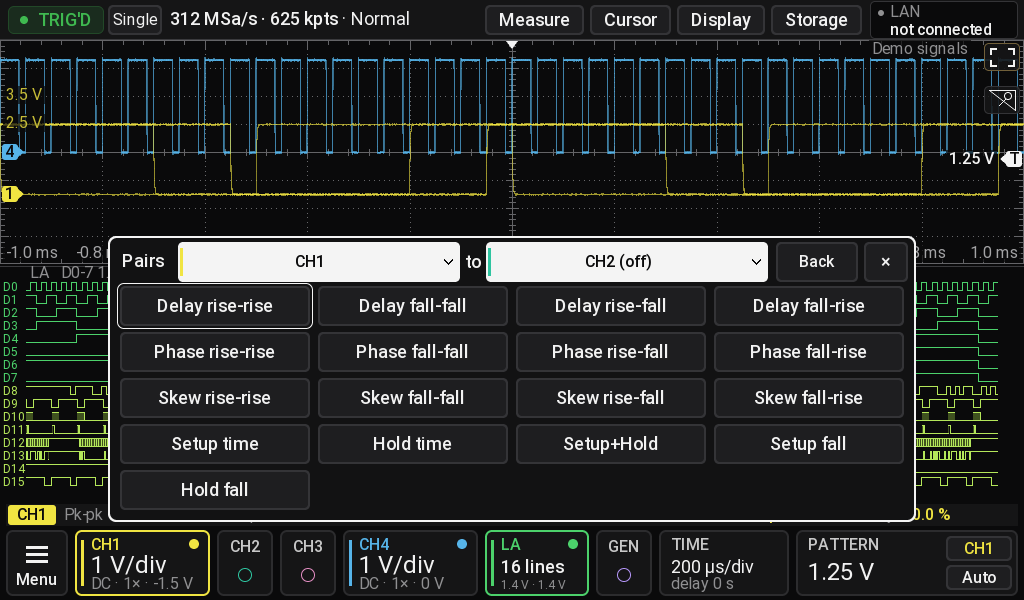 TRIG'D
Single
312 MSa/s · 625 kpts · Normal
Measure
Cursor
Display
Storage
LAN
not connected
Demo signals
3.5 V
2.5 V
4
1.25 V
T
1
-1.0 ms
-0.8
ms
1.0 ms
LA D0-7 1
Pairs
CH1
to
CH2 (off)
Back
×
Delay rise-rise
Delay fall-fall
Delay rise-fall
Delay fall-rise
Phase rise-rise
Phase fall-fall
Phase rise-fall
Phase fall-rise
Skew rise-rise
Skew fall-fall
Skew rise-fall
Skew fall-rise
Setup time
Hold time
Setup+Hold
Setup fall
Hold fall
D0
D1
D2
D3
D4
D5
D6
D7
D8
D9
D10
D11
D12
D13
D14
D15
CH1
Pk-pk
0.0 %
Menu
CH1
1 V/div
DC · 1× · -1.5 V
CH2
CH3
CH4
1 V/div
DC · 1× · 0 V
LA
16 lines
1.4 V · 1.4 V
GEN
TIME
200 µs/div
delay 0 s
PATTERN
1.25 V
CH1
Auto